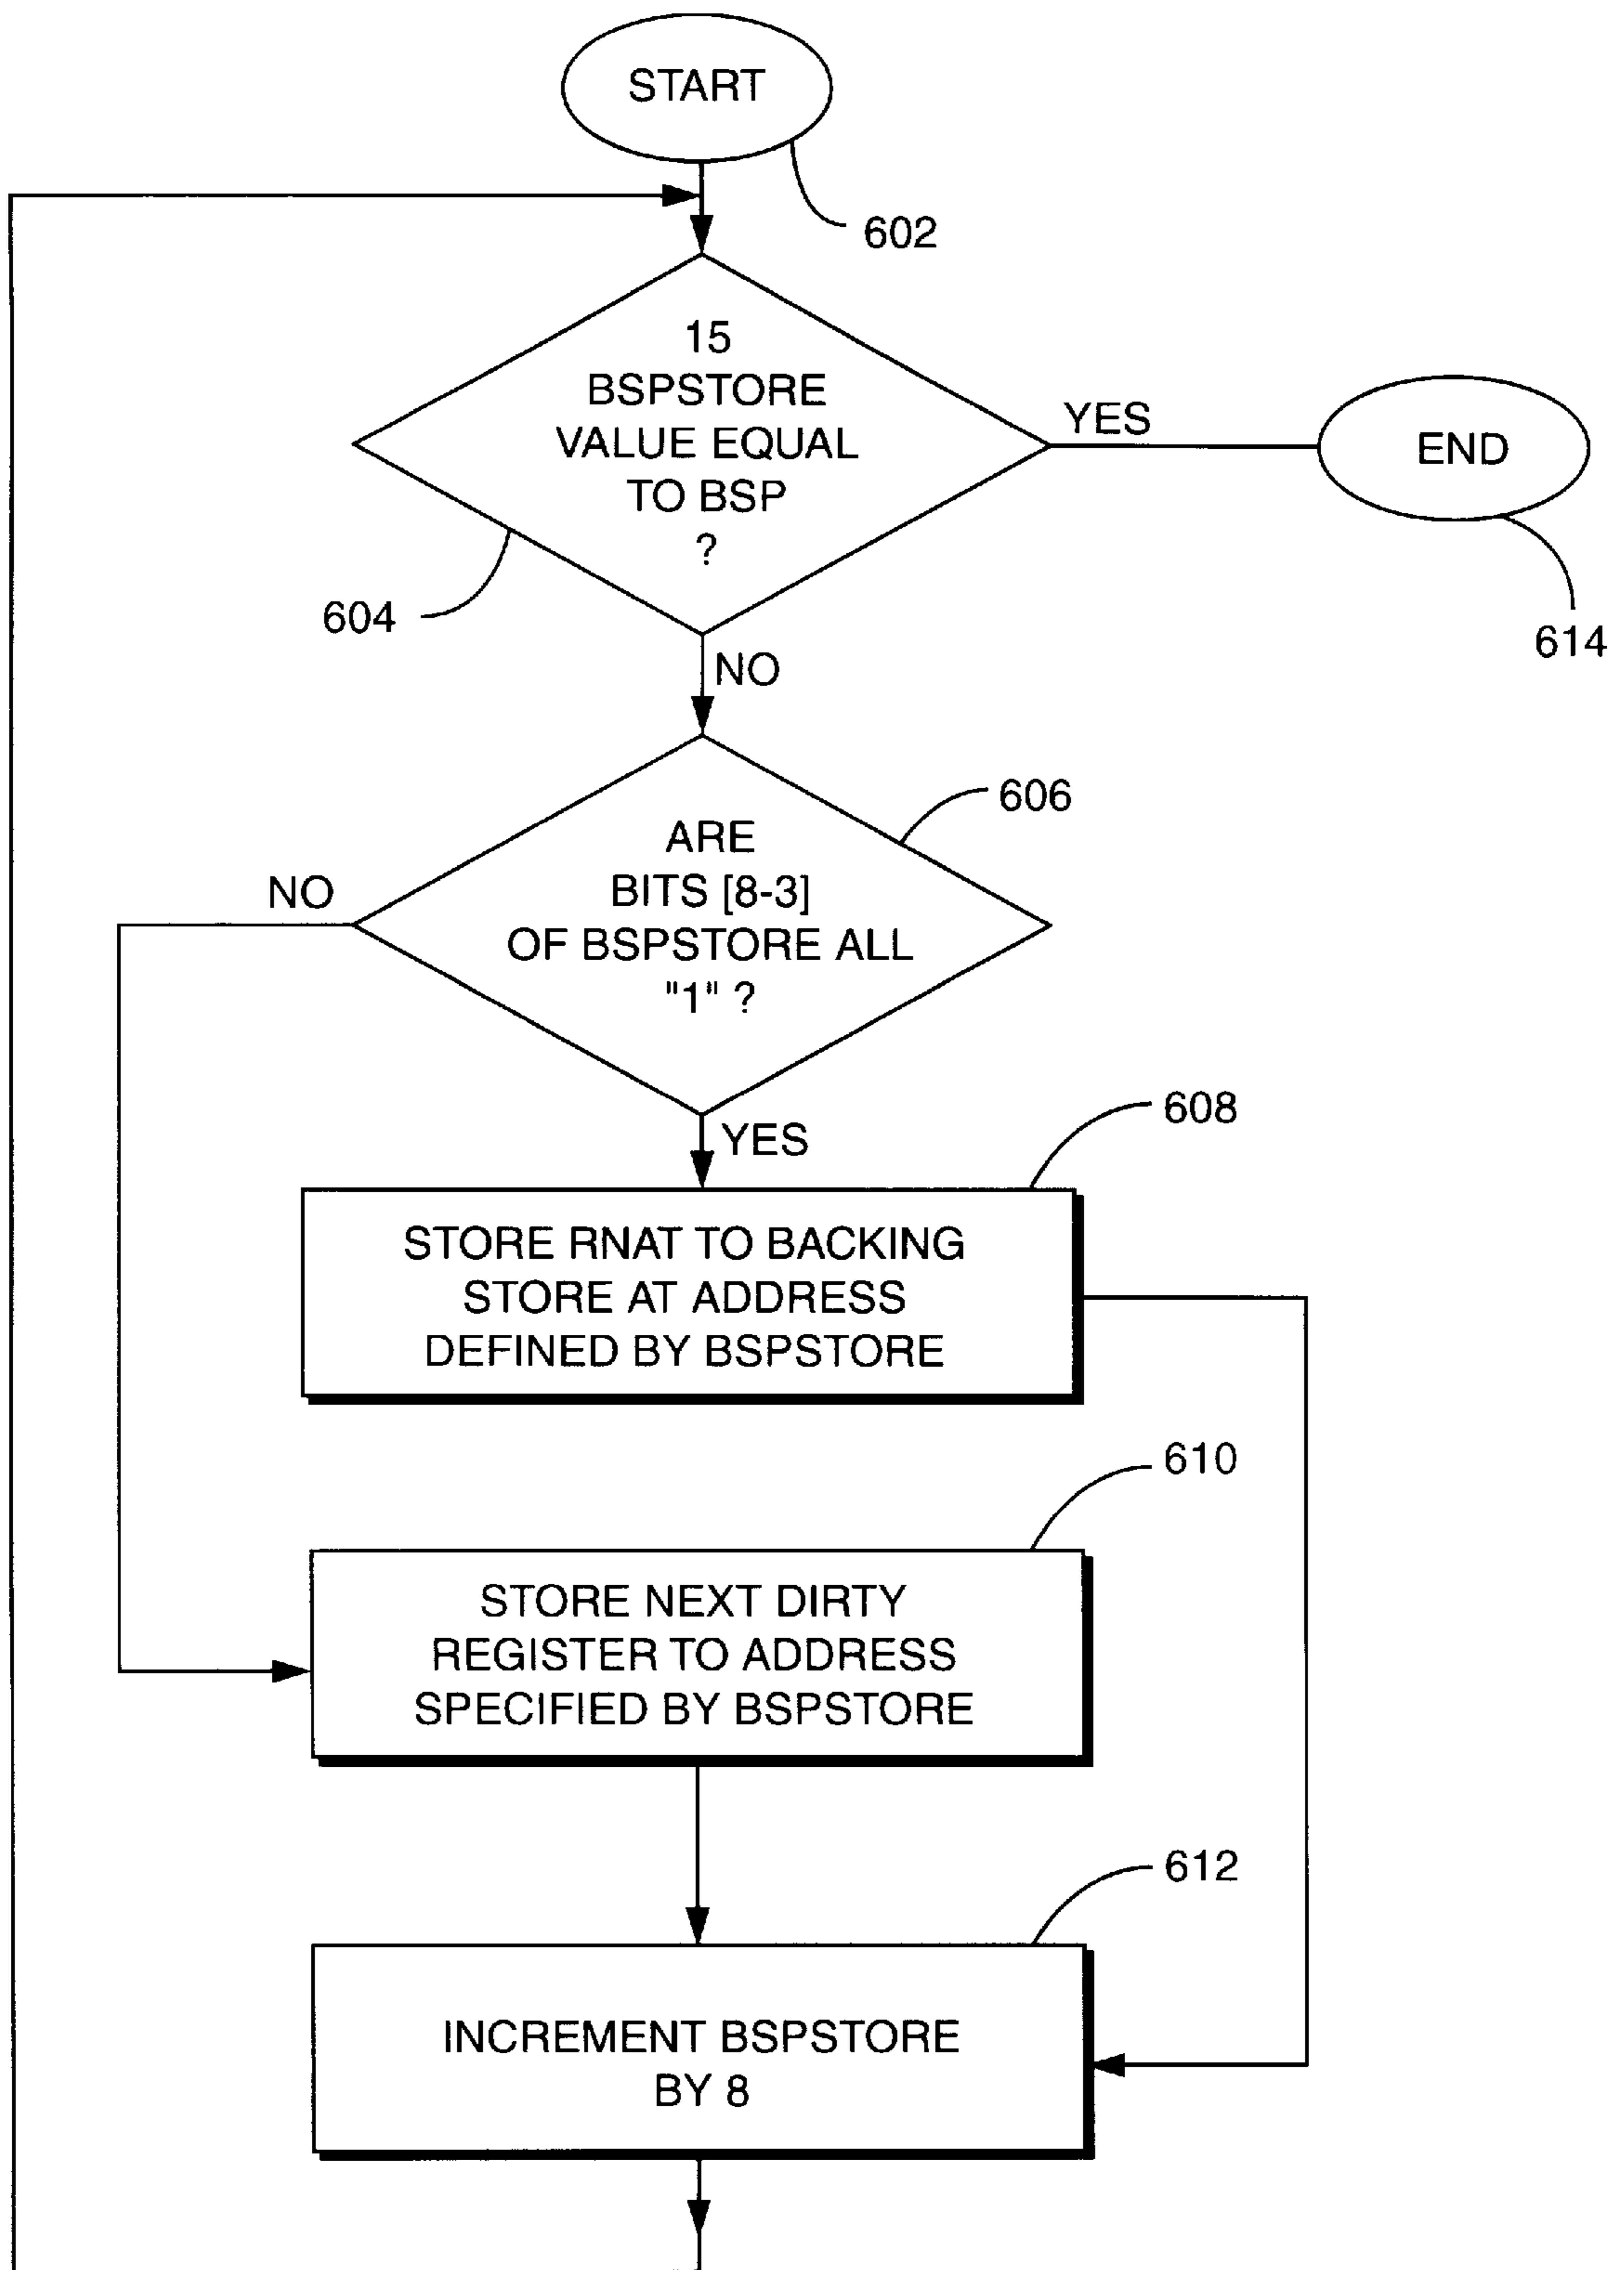 START
602
15
BSPSTORE
VALUE EQUAL
TO BSP
?
YES
END
604
614
NO
606
ARE
BITS [8-3]
OF BSPSTORE ALL
"1" ?
NO
YES
608
STORE RNAT TO BACKING
STORE AT ADDRESS
DEFINED BY BSPSTORE
610
STORE NEXT DIRTY
REGISTER TO ADDRESS
SPECIFIED BY BSPSTORE
612
INCREMENT BSPSTORE
BY 8